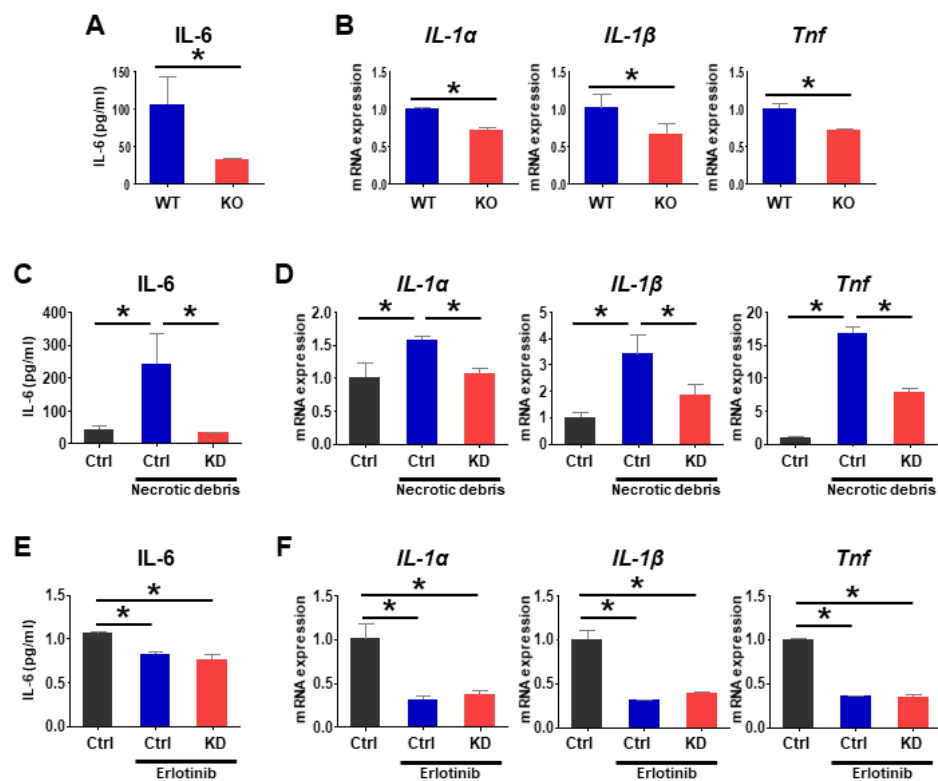 A IL-6 B IL-1α IL-1β Tnf
*
*
*
*
IL-6 (pg/ml)
150
100
50
0
WT KO
mRNA expression
1.5
1.0
0.5
0.0
WT KO
mRNA expression
1.5
1.0
0.5
0.0
WT KO
mRNA expression
1.5
1.0
0.5
0.0
WT KO
C IL-6 D IL-1α IL-1β Tnf
* *
* *
* *
* *
IL-6 (pg/ml)
400
300
200
100
0
Ctrl Ctrl KD
Necrotic debris
mRNA expression
2.0
1.5
1.0
0.5
0.0
Ctrl Ctrl KD
Necrotic debris
mRNA expression
5
4
3
2
1
0
Ctrl Ctrl KD
Necrotic debris
mRNA expression
20
15
10
5
0
Ctrl Ctrl KD
Necrotic debris
E IL-6 F IL-1α IL-1β Tnf
*
*
*
*
*
*
*
*
IL-6 (pg/ml)
1.5
1.0
0.5
0.0
Ctrl Ctrl KD
Erlotinib
mRNA expression
1.5
1.0
0.5
0.0
Ctrl Ctrl KD
Erlotinib
mRNA expression
1.5
1.0
0.5
0.0
Ctrl Ctrl KD
Erlotinib
mRNA expression
1.5
1.0
0.5
0.0
Ctrl Ctrl KD
Erlotinib